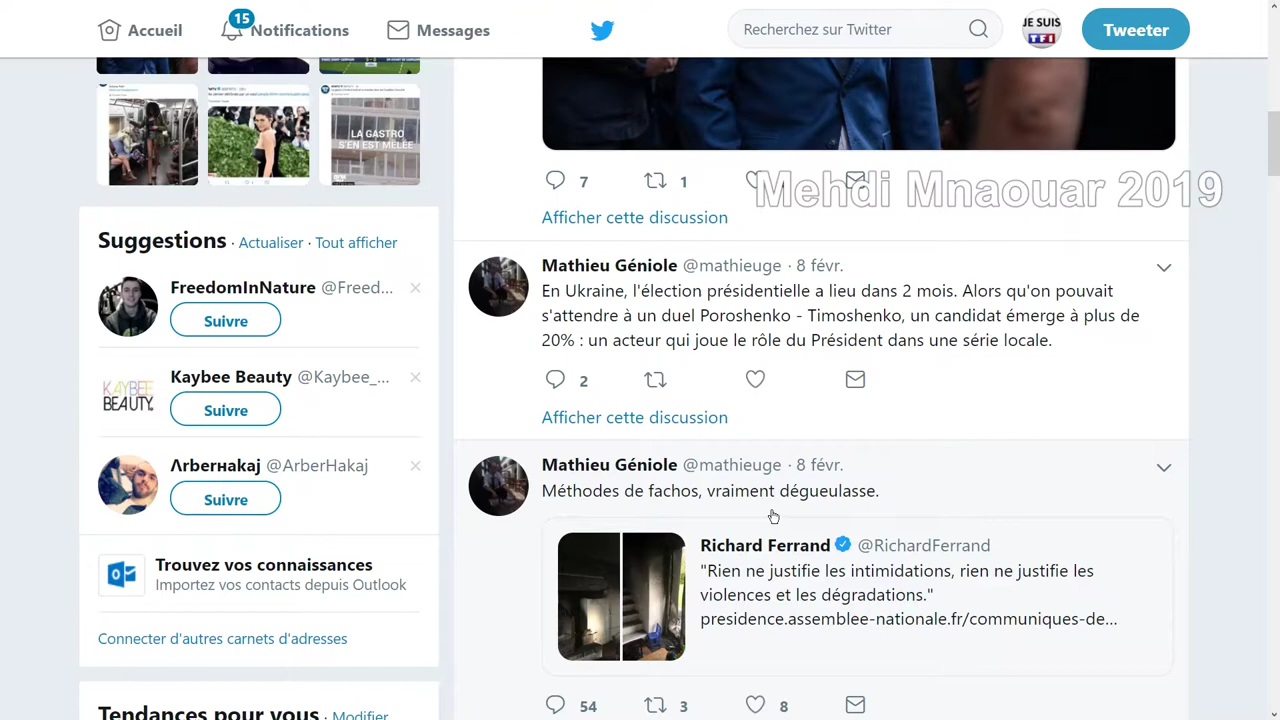 Accueil
15
Notifications
Messages
Recherchez sur Twitter
JE SUIS
TF1
Tweeter
LA GASTRO
S'EN EST MÊLÉE
Suggestions · Actualiser · Tout afficher
FreedomInNature @Freed...
Suivre
Kaybee Beauty @Kaybee_...
KAYBEE
BEAUTY.
Suivre
Λrberнakaj @ArberHakaj
Suivre
Trouvez vos connaissances
Importez vos contacts depuis Outlook
Connecter d'autres carnets d'adresses
Tendances pour vous · Modifier
7
1
Mehdi Mnaouar 2019
Afficher cette discussion
Mathieu Géniole @mathieuge · 8 févr.
En Ukraine, l'élection présidentielle a lieu dans 2 mois. Alors qu'on pouvait
s'attendre à un duel Poroshenko - Timoshenko, un candidat émerge à plus de
20% : un acteur qui joue le rôle du Président dans une série locale.
2
Afficher cette discussion
Mathieu Géniole @mathieuge · 8 févr.
Méthodes de fachos, vraiment dégueulasse.
Richard Ferrand @RichardFerrand
"Rien ne justifie les intimidations, rien ne justifie les
violences et les dégradations."
presidence.assemblee-nationale.fr/communiques-de...
54
3
8